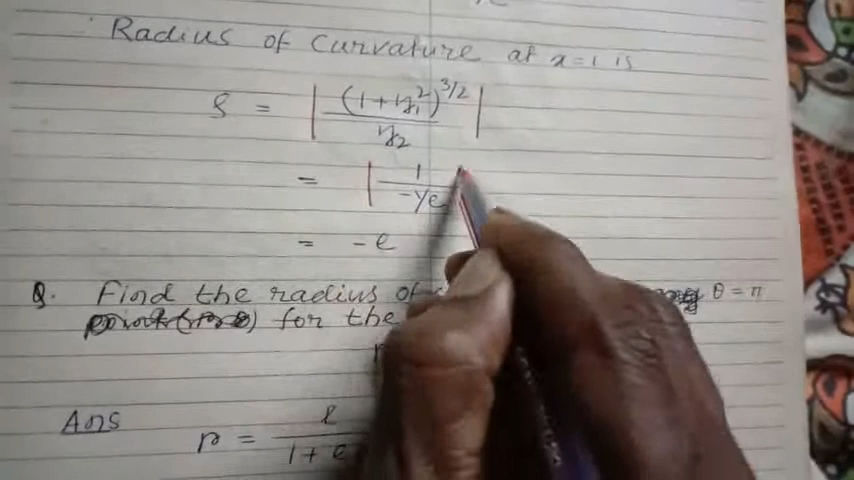 Radius of curvature at x=1 is
ρ = | (1+y₁²)^3/2 / y₂ |
= | 1 / -1/e
= -e
Q. Find the radius of θ = π
for the
Ans
r = l / 1 + e